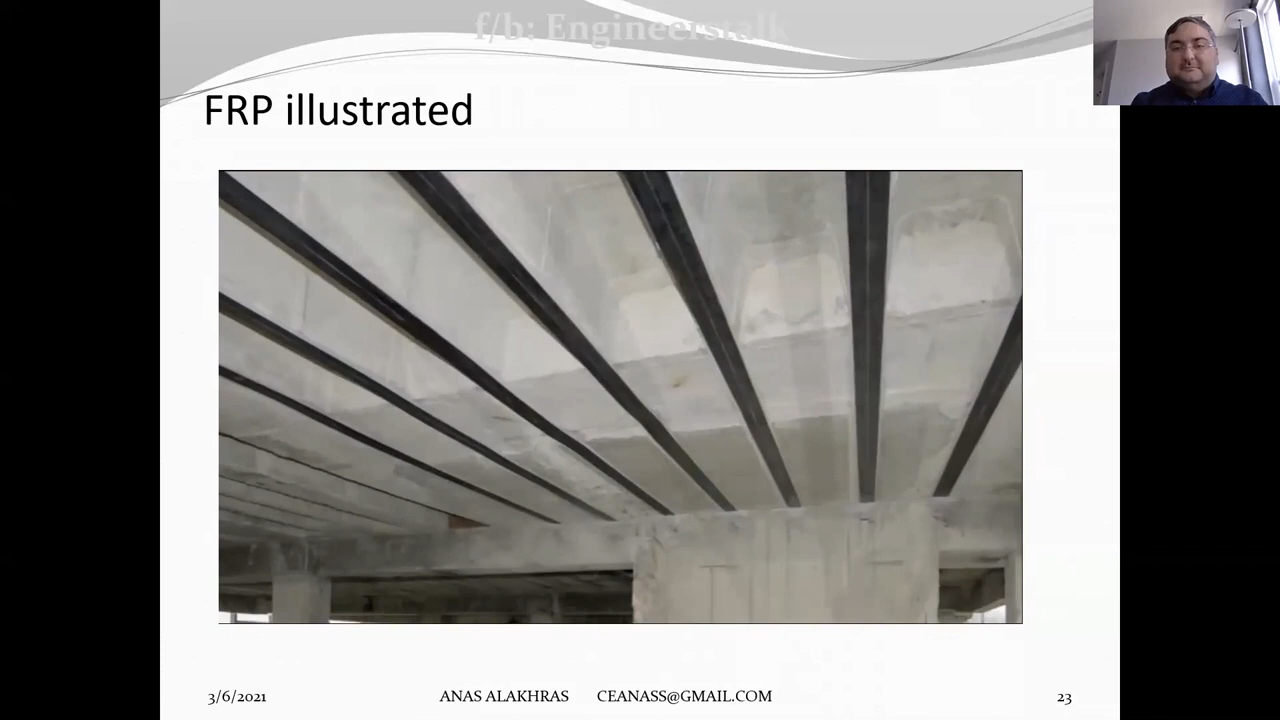 f/b: Engineerstalk
FRP illustrated
3/6/2021
ANAS ALAKHRAS CEANASS@GMAIL.COM
23